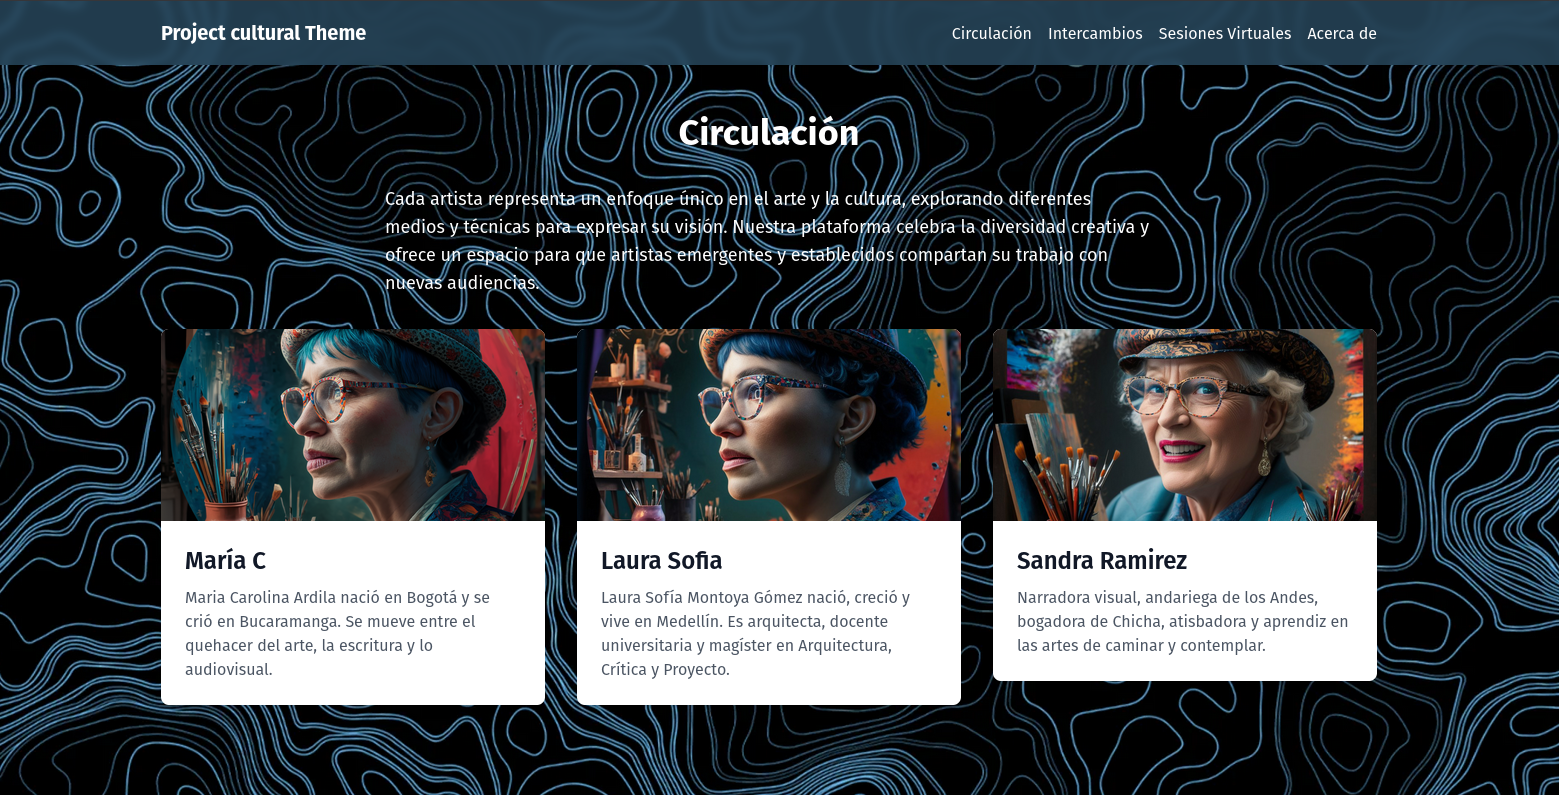 Project cultural Theme
Circulación
Intercambios
Sesiones Virtuales
Acerca de
Circulación
Cada artista representa un enfoque único en el arte y la cultura, explorando diferentes
medios y técnicas para expresar su visión. Nuestra plataforma celebra la diversidad creativa y
ofrece un espacio para que artistas emergentes y establecidos compartan su trabajo con
nuevas audiencias.
María C
Maria Carolina Ardila nació en Bogotá y se
crió en Bucaramanga. Se mueve entre el
quehacer del arte, la escritura y lo
audiovisual.
Laura Sofia
Laura Sofía Montoya Gómez nació, creció y
vive en Medellín. Es arquitecta, docente
universitaria y magíster en Arquitectura,
Crítica y Proyecto.
Sandra Ramirez
Narradora visual, andariega de los Andes,
bogadora de Chicha, atisbadora y aprendiz en
las artes de caminar y contemplar.